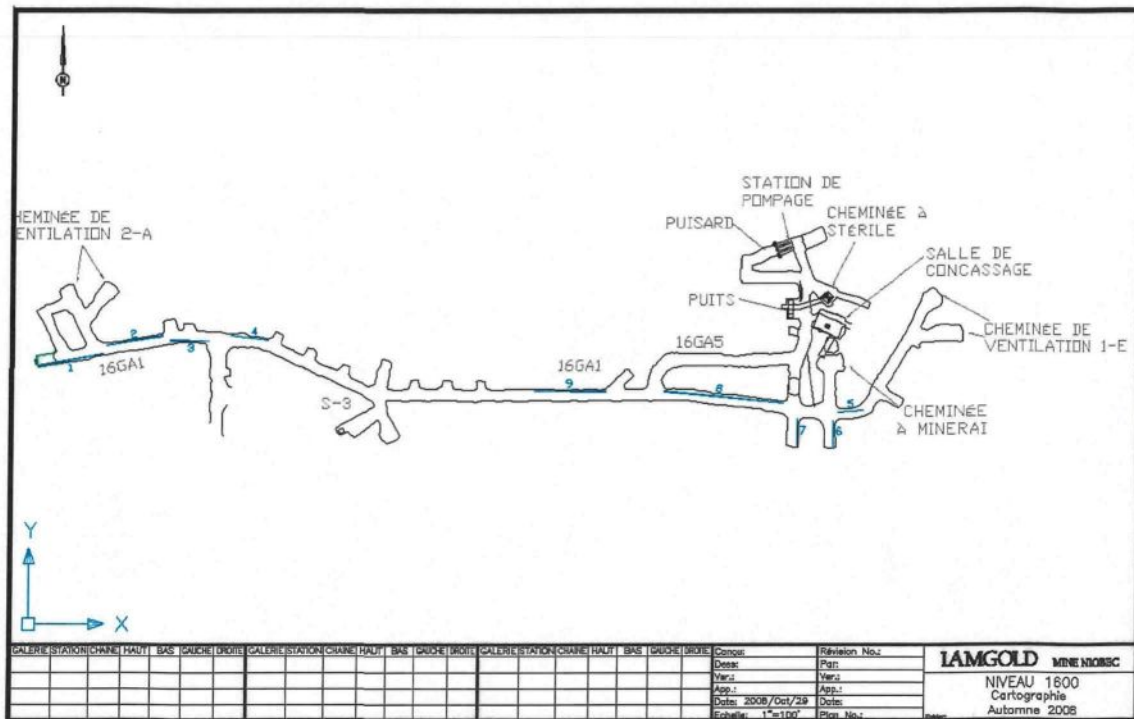 N
STATION DE
POMPAGE
CHEMINÉE À
STÉRILE
PUISARD
HEMINÉE DE
ENTILATION 2-A
SALLE DE
CONCASSAGE
PUITS
CHEMINÉE DE
VENTILATION 1-E
16GA5
16GA1
16GA1
1
2
3
4
9
8
5
7
6
S-3
CHEMINÉE
À MINERAI
Y
X
GALERIE STATION CHAINE HAUT BAS GAUCHE DROITE GALERIE STATION CHAINE HAUT BAS GAUCHE DROITE GALERIE STATION CHAINE HAUT BAS GAUCHE DROITE
Conçu:
Dess:
Ver.:
App.:
Date: 2008/Oct/29
Echelle: 1"=100'
Révision No.:
Par:
Ver.:
App.:
Date:
Plan No.:
IAMGOLD MINE NIOBEC
NIVEAU 1600
Cartographie
Automne 2008